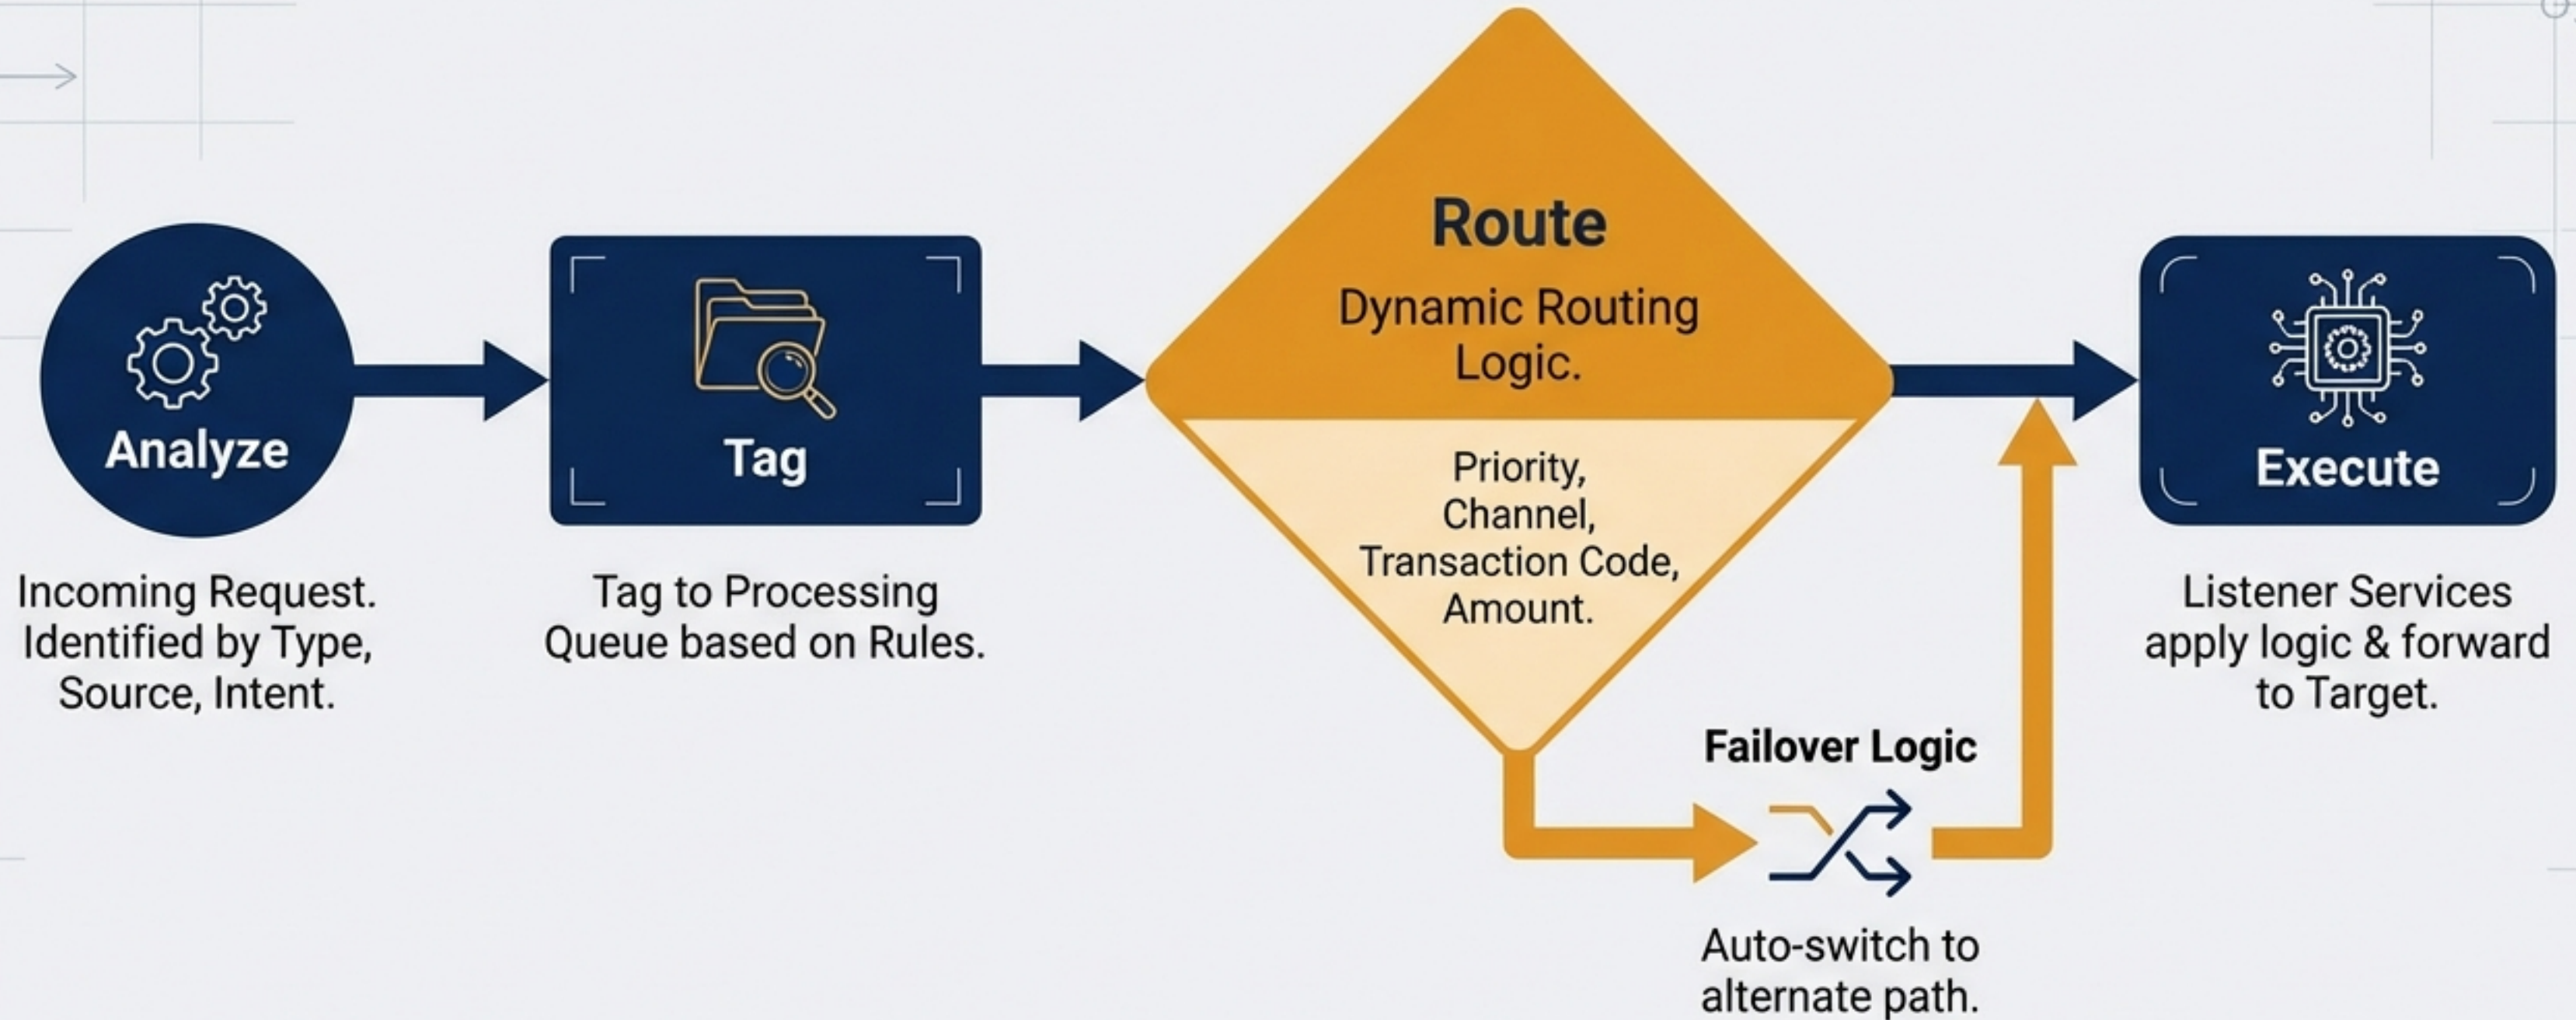 Analyze
Incoming Request.
Identified by Type,
Source, Intent.
Tag
Tag to Processing
Queue based on Rules.
Route
Dynamic Routing
Logic.
Priority,
Channel,
Transaction Code,
Amount.
Failover Logic
Auto-switch to
alternate path.
Execute
Listener Services
apply logic & forward
to Target.